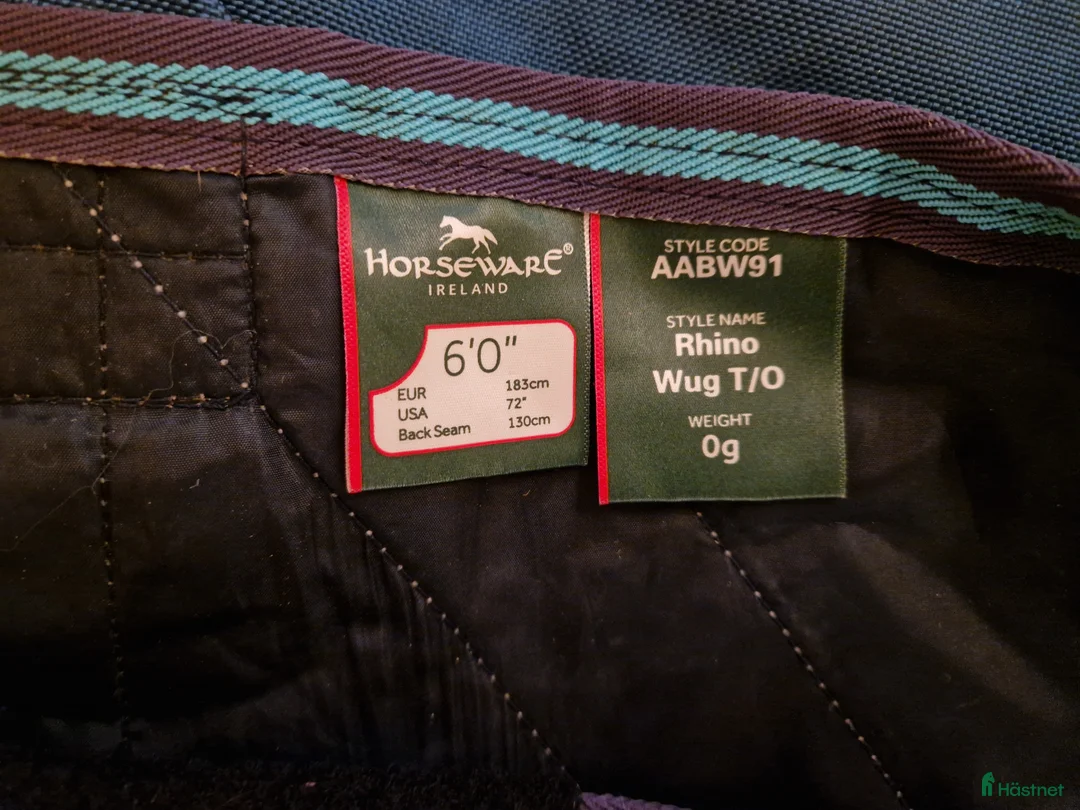 HORSEWARE®
IRELAND
6'0"
EUR 183cm
USA 72"
Back Seam 130cm
STYLE CODE
AABW91
STYLE NAME
Rhino
Wug T/O
WEIGHT
0g
Hästnet